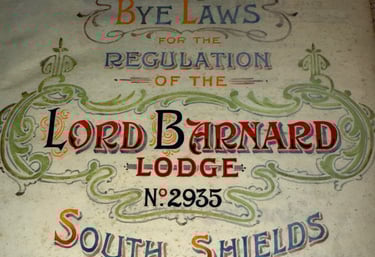 BYE LAWS
FOR THE
REGULATION
OF THE
LORD BARNARD
LODGE
No. 2935
SOUTH SHIELDS